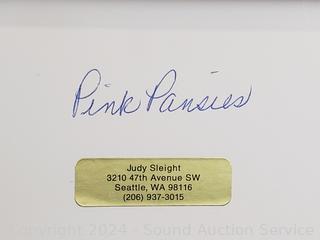 Pink Pansies
Judy Sleight
3210 47th Avenue SW
Seattle, WA 98116
(206) 937-3015
Copyright 2024 - Sound Auction Service